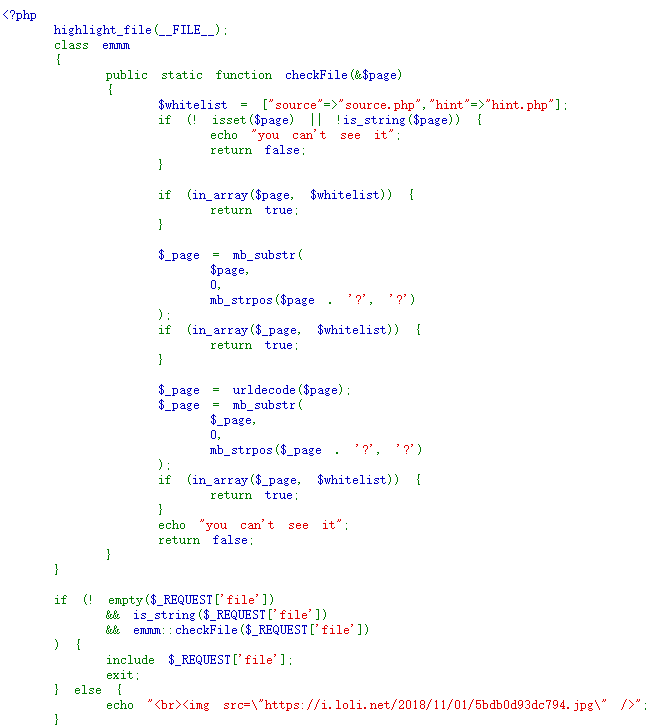 <?php
highlight_file(__FILE__);
class emmm
{
public static function checkFile(&$page)
{
$whitelist = ["source"=>"source.php","hint"=>"hint.php"];
if (! isset($page) || !is_string($page)) {
echo "you can't see it";
return false;
}
if (in_array($page, $whitelist)) {
return true;
}
$_page = mb_substr(
$page,
0,
mb_strpos($page . '?', '?')
);
if (in_array($_page, $whitelist)) {
return true;
}
$_page = urldecode($page);
$_page = mb_substr(
$_page,
0,
mb_strpos($_page . '?', '?')
);
if (in_array($_page, $whitelist)) {
return true;
}
echo "you can't see it";
return false;
}
}
if (! empty($_REQUEST['file'])
&& is_string($_REQUEST['file'])
&& emmm::checkFile($_REQUEST['file'])
) {
include $_REQUEST['file'];
exit;
} else {
echo "<br><img src=\"https://i.loli.net/2018/11/01/5bdb0d93dc794.jpg\" />";
}